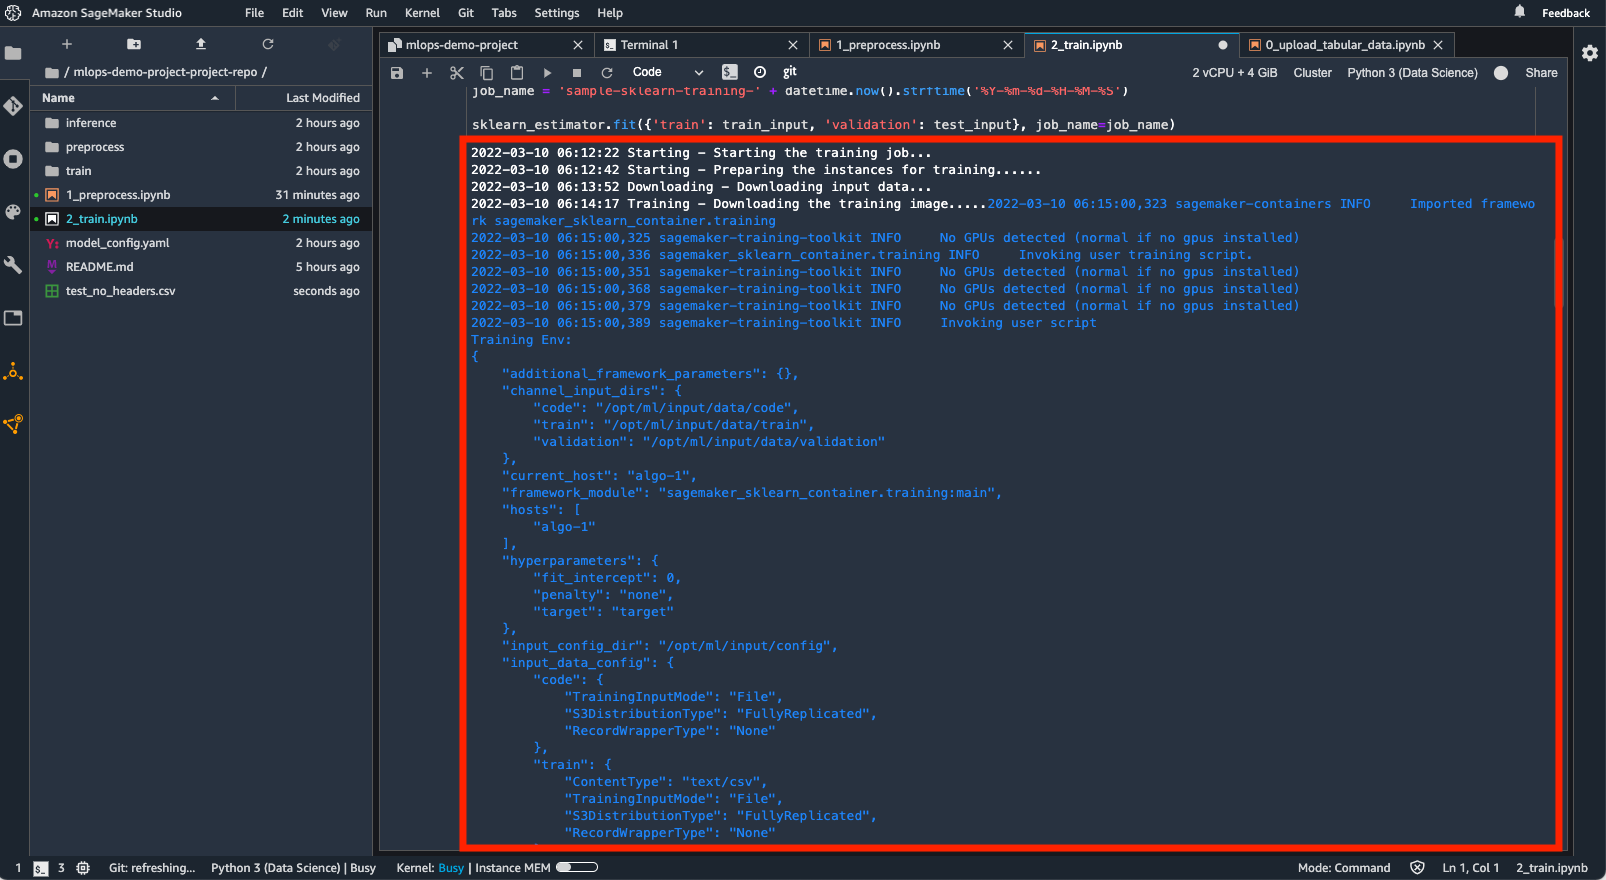 Amazon SageMaker Studio
File Edit View Run Kernel Git Tabs Settings Help
Feedback
/ mlops-demo-project-project-repo /
Name Last Modified
inference 2 hours ago
preprocess 2 hours ago
train 2 hours ago
1_preprocess.ipynb 31 minutes ago
2_train.ipynb 2 minutes ago
model_config.yaml 2 hours ago
README.md 5 hours ago
test_no_headers.csv seconds ago
mlops-demo-project
Terminal 1
1_preprocess.ipynb
2_train.ipynb
0_upload_tabular_data.ipynb
Code
git
2 vCPU + 4 GiB Cluster Python 3 (Data Science) Share
job_name = 'sample-sklearn-training-' + datetime.now().strftime('%Y-%m-%d-%H-%M-%S')
sklearn_estimator.fit({'train': train_input, 'validation': test_input}, job_name=job_name)
2022-03-10 06:12:22 Starting - Starting the training job...
2022-03-10 06:12:42 Starting - Preparing the instances for training......
2022-03-10 06:13:52 Downloading - Downloading input data...
2022-03-10 06:14:17 Training - Downloading the training image.....2022-03-10 06:15:00,323 sagemaker-containers INFO     Imported framewo
rk sagemaker_sklearn_container.training
2022-03-10 06:15:00,325 sagemaker-training-toolkit INFO     No GPUs detected (normal if no gpus installed)
2022-03-10 06:15:00,336 sagemaker_sklearn_container.training INFO     Invoking user training script.
2022-03-10 06:15:00,351 sagemaker-training-toolkit INFO     No GPUs detected (normal if no gpus installed)
2022-03-10 06:15:00,368 sagemaker-training-toolkit INFO     No GPUs detected (normal if no gpus installed)
2022-03-10 06:15:00,379 sagemaker-training-toolkit INFO     No GPUs detected (normal if no gpus installed)
2022-03-10 06:15:00,389 sagemaker-training-toolkit INFO     Invoking user script
Training Env:
{
    "additional_framework_parameters": {},
    "channel_input_dirs": {
        "code": "/opt/ml/input/data/code",
        "train": "/opt/ml/input/data/train",
        "validation": "/opt/ml/input/data/validation"
    },
    "current_host": "algo-1",
    "framework_module": "sagemaker_sklearn_container.training:main",
    "hosts": [
        "algo-1"
    ],
    "hyperparameters": {
        "fit_intercept": 0,
        "penalty": "none",
        "target": "target"
    },
    "input_config_dir": "/opt/ml/input/config",
    "input_data_config": {
        "code": {
            "TrainingInputMode": "File",
            "S3DistributionType": "FullyReplicated",
            "RecordWrapperType": "None"
        },
        "train": {
            "ContentType": "text/csv",
            "TrainingInputMode": "File",
            "S3DistributionType": "FullyReplicated",
            "RecordWrapperType": "None"
1 $_ 3 Git: refreshing... Python 3 (Data Science) | Busy Kernel: Busy | Instance MEM Mode: Command Ln 1, Col 1 2_train.ipynb